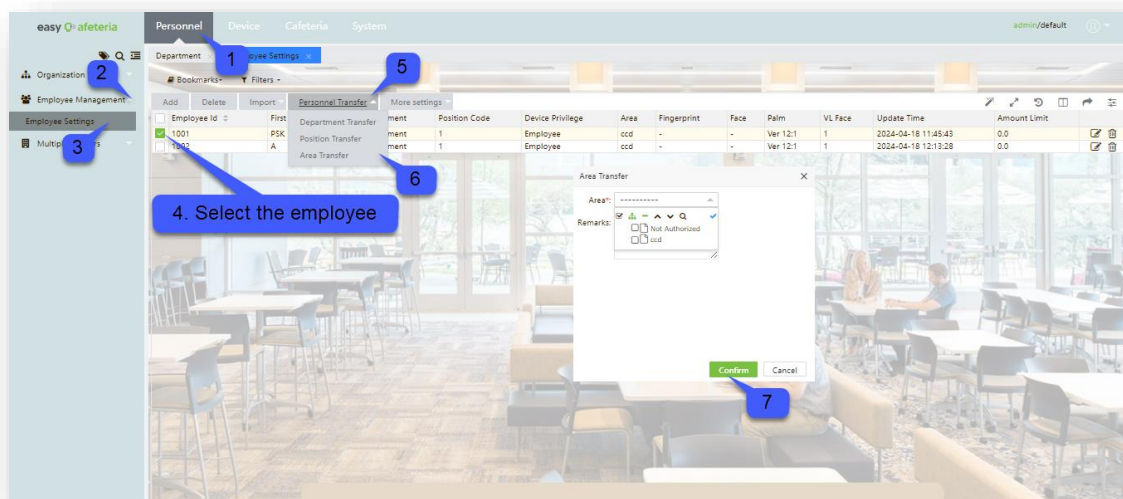 easy Cafeteria
Personnel Device Cafeteria System
admin/default
Department
Employee Settings
1
2
5
Organization
Bookmarks Filters
Employee Management
Add Delete Import Personnel Transfer More settings
Employee Settings
3
Employee Id First Position Code Device Privilege Area Fingerprint Face Palm VL Face Update Time Amount Limit
1001 PSK ment 1 Employee ccd - - Ver 12:1 1 2024-04-18 11:45:43 0.0
1002 A ment 1 Employee ccd - - Ver 12:1 1 2024-04-18 12:13:28 0.0
Department Transfer
Position Transfer
Area Transfer
6
4. Select the employee
Area Transfer
Area*: ----------
Remarks:
Not Authorized
ccd
Confirm Cancel
7